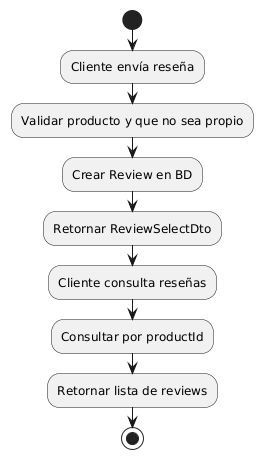 Cliente envía reseña
Validar producto y que no sea propio
Crear Review en BD
Retornar ReviewSelectDto
Cliente consulta reseñas
Consultar por productId
Retornar lista de reviews